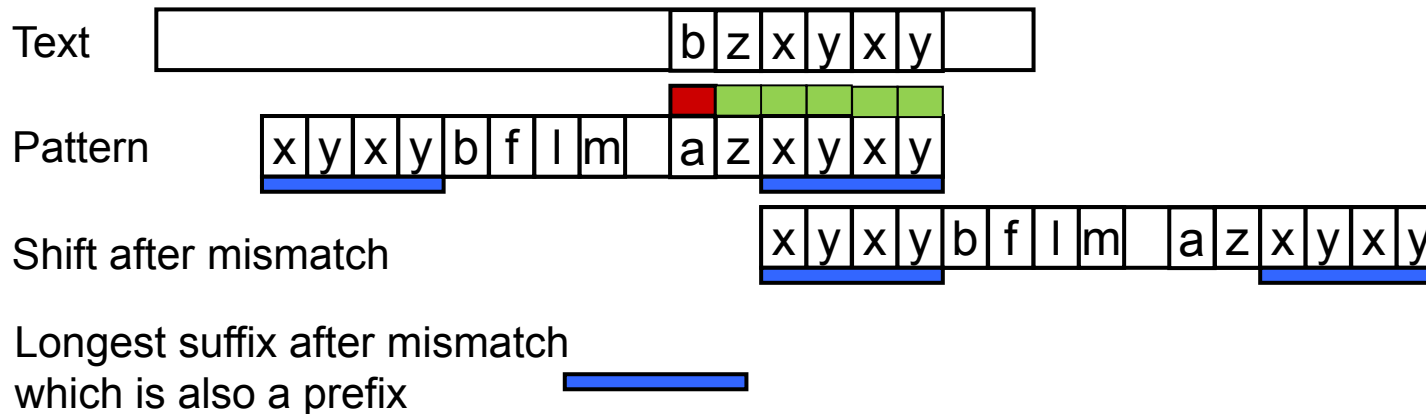 Text b z x y x y
Pattern x y x y b f l m a z x y x y
Shift after mismatch x y x y b f l m a z x y x y
Longest suffix after mismatch
which is also a prefix